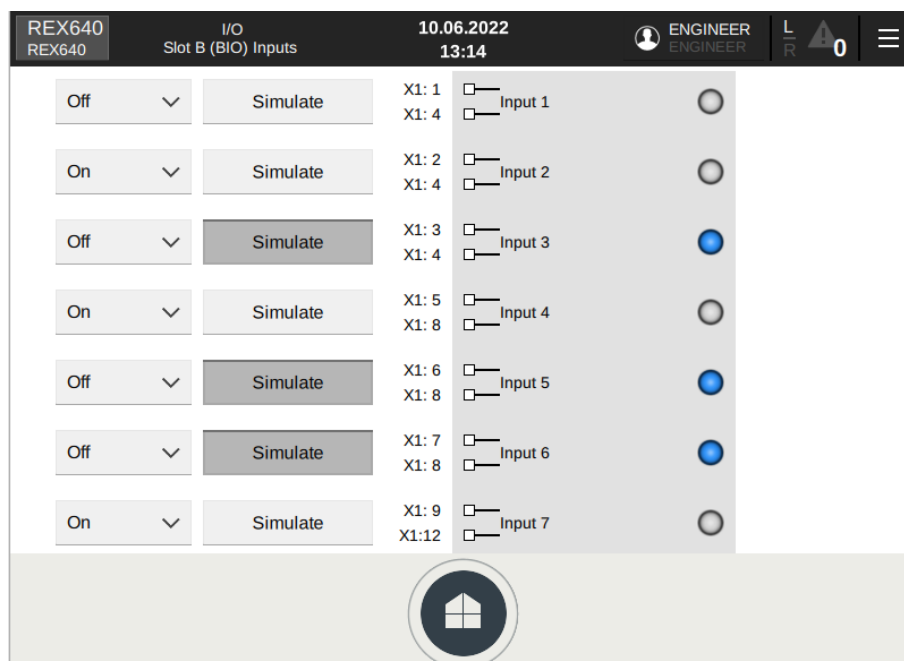 REX640
REX640
I/O
Slot B (BIO) Inputs
10.06.2022
13:14
ENGINEER
ENGINEER
L
R
0
Off
Simulate
X1: 1
X1: 4
Input 1
On
Simulate
X1: 2
X1: 4
Input 2
Off
Simulate
X1: 3
X1: 4
Input 3
On
Simulate
X1: 5
X1: 8
Input 4
Off
Simulate
X1: 6
X1: 8
Input 5
Off
Simulate
X1: 7
X1: 8
Input 6
On
Simulate
X1: 9
X1:12
Input 7